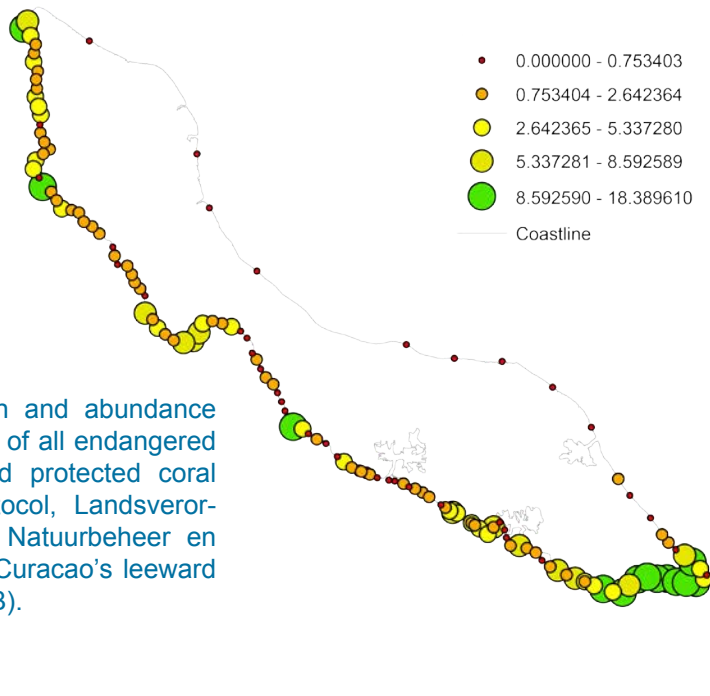 0.000000 - 0.753403
0.753404 - 2.642364
2.642365 - 5.337280
5.337281 - 8.592589
8.592590 - 18.389610
Coastline
and abundance
of all endangered
protected coral
tocol, Landsveror-
Natuurbeheer en
Curacao's leeward
3).